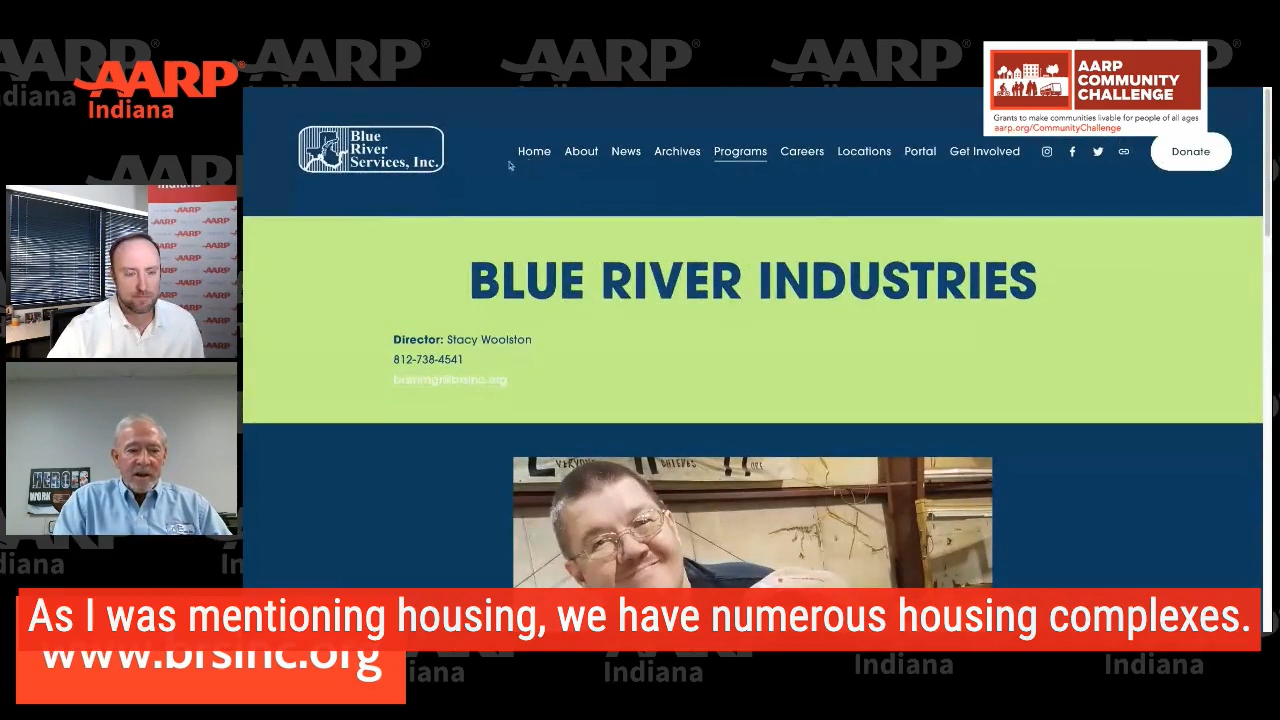 AARP
Indiana
AARP
COMMUNITY
CHALLENGE
Grants to make communities livable for people of all ages
aarp.org/CommunityChallenge
Blue
River
Services, Inc.
Home About News Archives Programs Careers Locations Portal Get Involved Donate
BLUE RIVER INDUSTRIES
Director: Stacy Woolston
812-738-4541
HEROES
WORK
As I was mentioning housing, we have numerous housing complexes.
www.brsinc.org